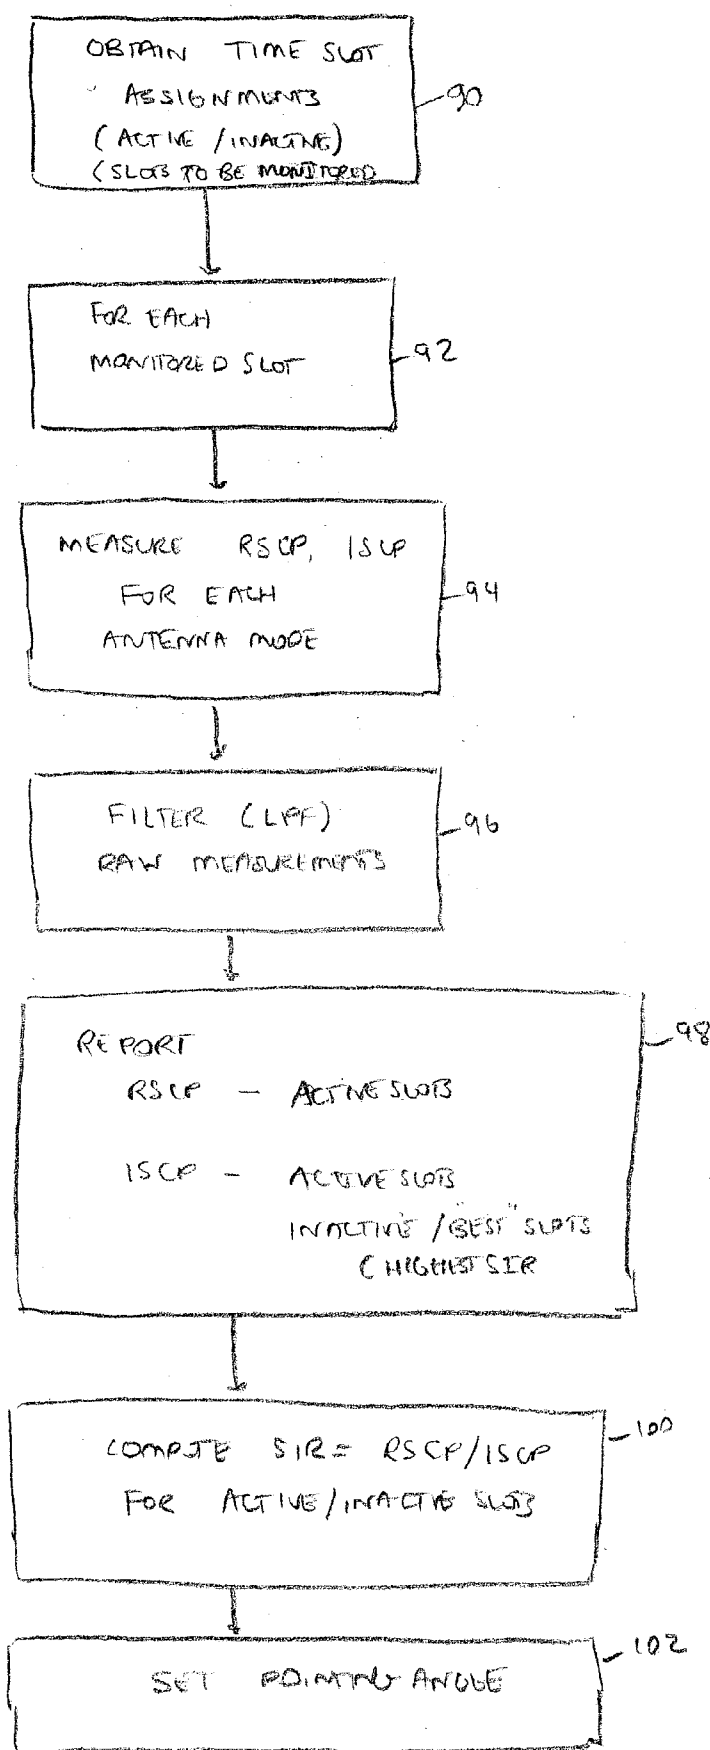 OBTAIN TIME SLOT
ASSIGNMENTS
(ACTIVE / INACTIVE)
(SLOTS TO BE MONITORED
90
FOR EACH
MONITORED SLOT
92
MEASURE RSCP, ISCP
FOR EACH
ANTENNA MODE
94
FILTER (LPF)
RAW MEASUREMENTS
96
REPORT
RSCP - ACTIVE SLOTS
ISCP - ACTIVE SLOTS
INACTIVE / "BEST" SLOTS
(HIGHEST SIR
98
COMPUTE SIR = RSCP/ISCP
FOR ACTIVE/INACTIVE SLOTS
100
SET POINTING ANGLE
102